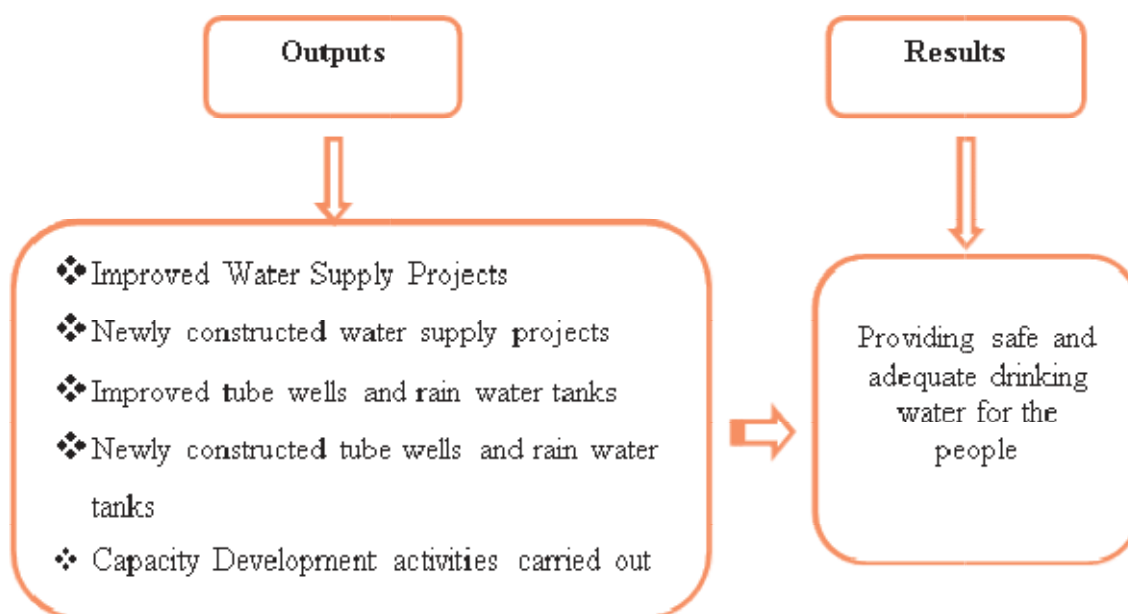 Outputs
Results
❖ Improved Water Supply Projects
❖ Newly constructed water supply projects
❖ Improved tube wells and rain water tanks
❖ Newly constructed tube wells and rain water
tanks
❖ Capacity Development activities carried out
Providing safe and
adequate drinking
water for the
people